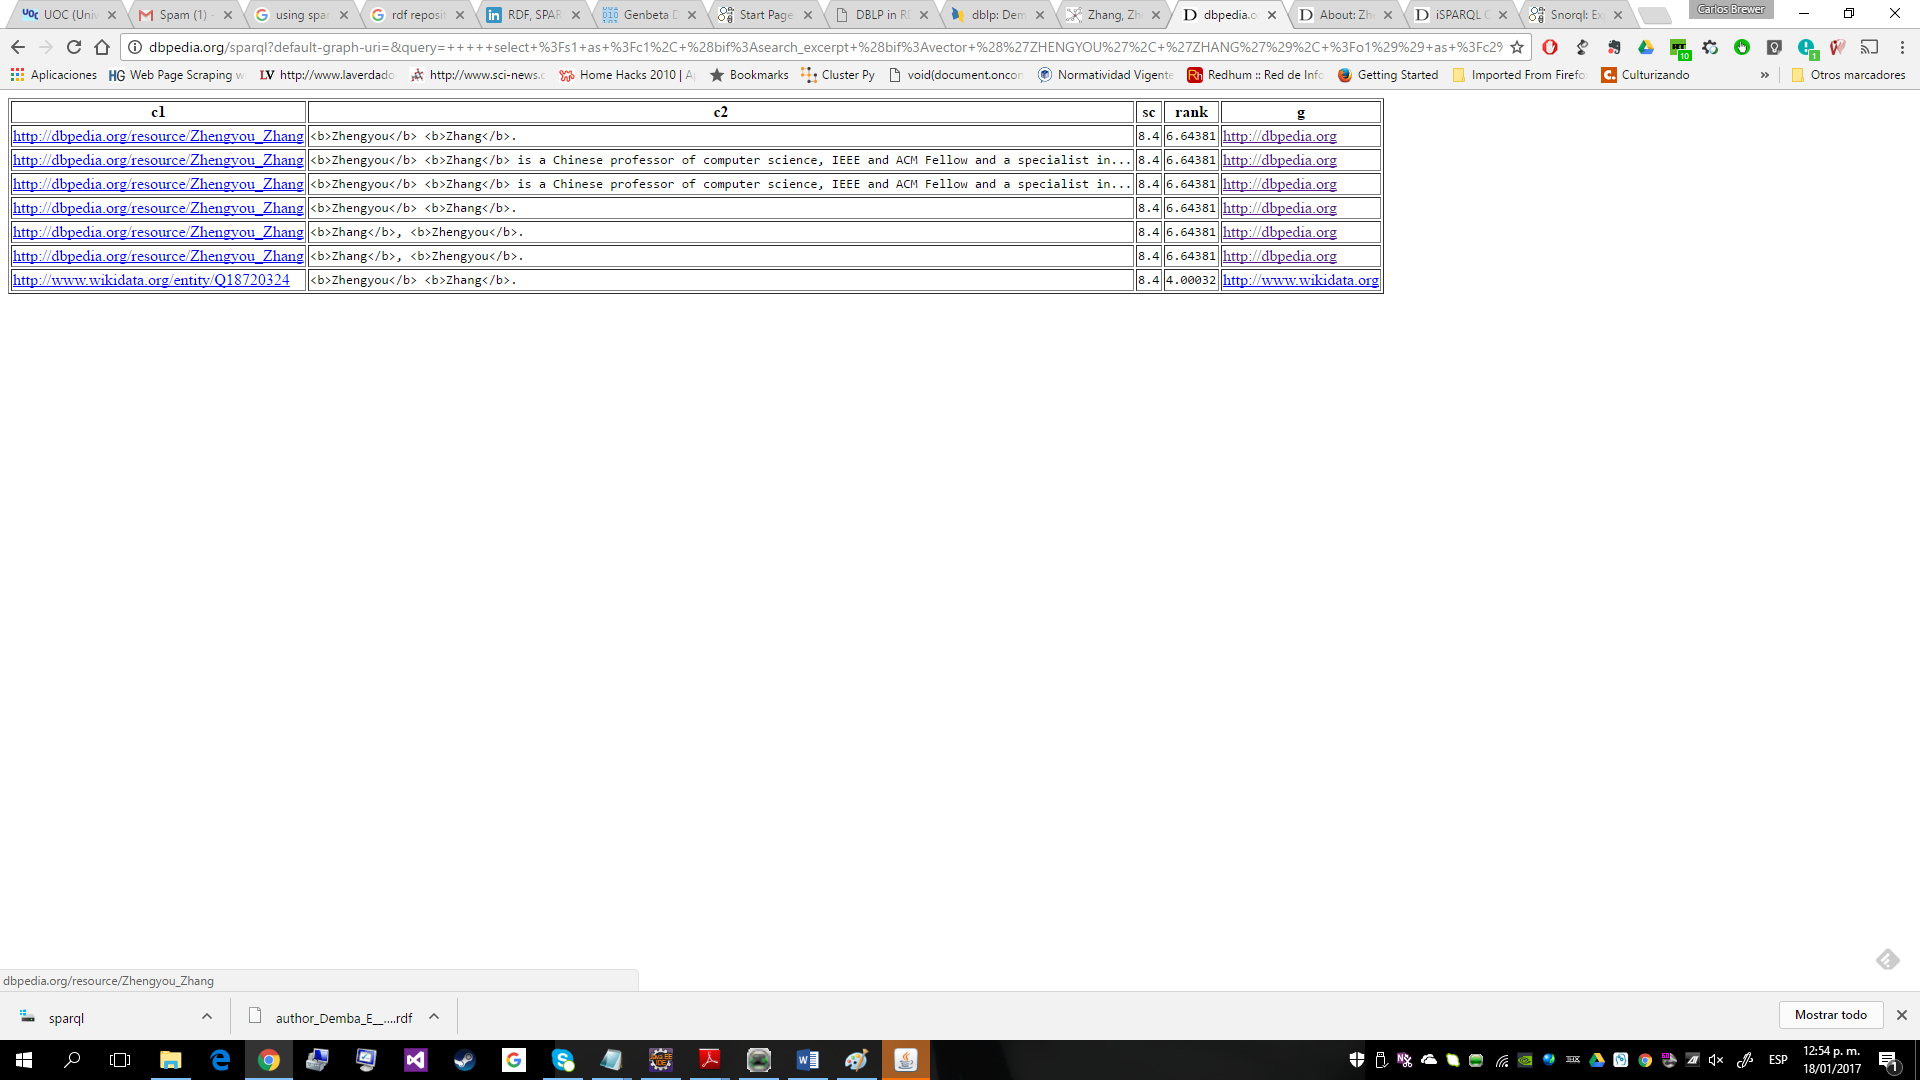 UOC (Univ
Spam (1) -
using spar
rdf reposit
RDF, SPAR
Genbeta D
Start Page
DBLP in R
dblp: Dem
Zhang, Zh
dbpedia.o
About: Zh
iSPARQL
Snorql: Ex
Carlos Brewer
dbpedia.org/sparql?default-graph-uri=&query=+++++select+%3Fs1+as+%3Fc1%2C+%28bif%3Asearch_excerpt+%28bif%3Avector+%28%27ZHENGYOU%27%2C+%27ZHANG%27%29%2C+%3Fo1%29%29+as+%3Fc2%
Aplicaciones
HG Web Page Scraping w
LV http://www.laverdado
http://www.sci-news.c
Home Hacks 2010 | A
Bookmarks
Cluster Py
void(document.oncon
Normatividad Vigente
Rh Redhum :: Red de Info
Getting Started
Imported From Firefo
C. Culturizando
»
Otros marcadores
c1 c2 sc rank g
http://dbpedia.org/resource/Zhengyou_Zhang <b>Zhengyou</b> <b>Zhang</b>. 8.4 6.64381 http://dbpedia.org
http://dbpedia.org/resource/Zhengyou_Zhang <b>Zhengyou</b> <b>Zhang</b> is a Chinese professor of computer science, IEEE and ACM Fellow and a specialist in... 8.4 6.64381 http://dbpedia.org
http://dbpedia.org/resource/Zhengyou_Zhang <b>Zhengyou</b> <b>Zhang</b> is a Chinese professor of computer science, IEEE and ACM Fellow and a specialist in... 8.4 6.64381 http://dbpedia.org
http://dbpedia.org/resource/Zhengyou_Zhang <b>Zhengyou</b> <b>Zhang</b>. 8.4 6.64381 http://dbpedia.org
http://dbpedia.org/resource/Zhengyou_Zhang <b>Zhang</b>, <b>Zhengyou</b>. 8.4 6.64381 http://dbpedia.org
http://dbpedia.org/resource/Zhengyou_Zhang <b>Zhang</b>, <b>Zhengyou</b>. 8.4 6.64381 http://dbpedia.org
http://www.wikidata.org/entity/Q18720324 <b>Zhengyou</b> <b>Zhang</b>. 8.4 4.00032 http://www.wikidata.org
dbpedia.org/resource/Zhengyou_Zhang
sparql
author_Demba_E__....rdf
Mostrar todo
ESP
12:54 p. m.
18/01/2017